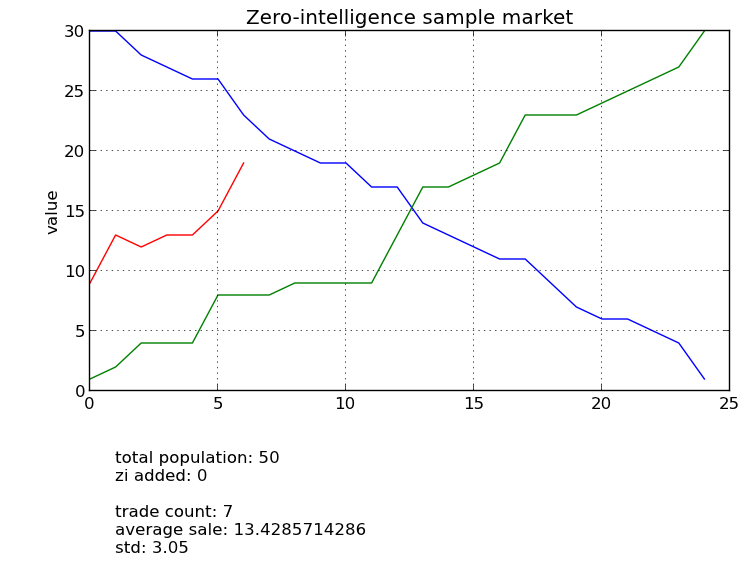 Zero-intelligence sample market
30
25
20
15
10
5
0
value
0 5 10 15 20 25
total population: 50
zi added: 0
trade count: 7
average sale: 13.4285714286
std: 3.05